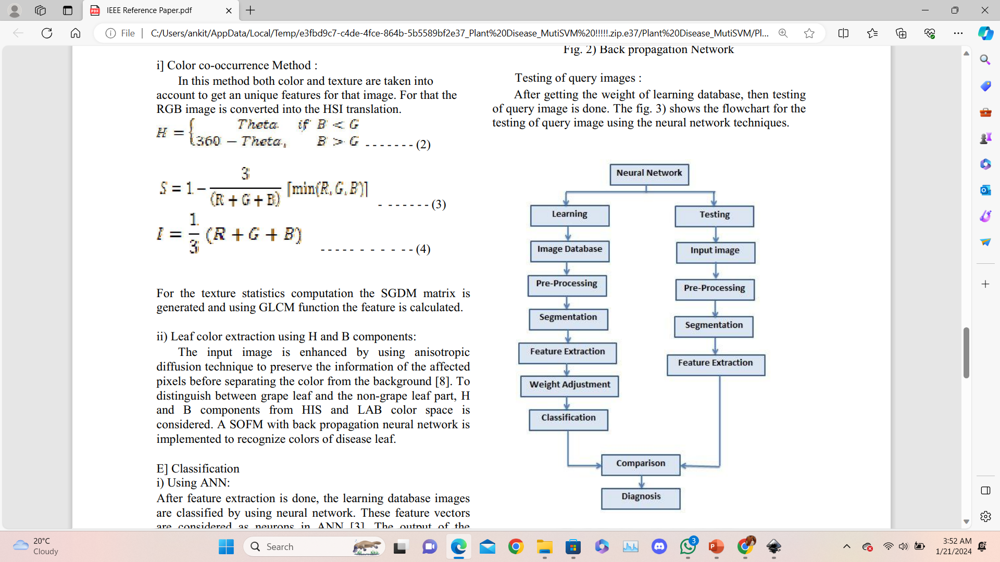 IEEE Reference Paper.pdf
File
C:/Users/ankit/AppData/Local/Temp/e3fbd9c7-c4de-4fce-864b-5b5589bf2e37_Plant%20Disease_MutiSVM%20!!!!!.zip.e37/Plant%20Disease_MutiSVM/Pl...
i] Color co-occurrence Method :
In this method both color and texture are taken into
account to get an unique features for that image. For that the
RGB image is converted into the HSI translation.
H = { Theta if B < G
360 - Theta, B > G - - - - - - - (2)
S = 1 - 3/(R + G + B) [min(R, G, B)] - - - - - - - (3)
I = 1/3 (R + G + B) - - - - - - - - - - - - (4)
For the texture statistics computation the SGDM matrix is
generated and using GLCM function the feature is calculated.
ii) Leaf color extraction using H and B components:
The input image is enhanced by using anisotropic
diffusion technique to preserve the information of the affected
pixels before separating the color from the background [8]. To
distinguish between grape leaf and the non-grape leaf part, H
and B components from HIS and LAB color space is
considered. A SOFM with back propagation neural network is
implemented to recognize colors of disease leaf.
E] Classification
i) Using ANN:
After feature extraction is done, the learning database images
are classified by using neural network. These feature vectors
are considered as neurons in ANN [3]. The output of the
Fig. 2) Back propagation Network
Testing of query images :
After getting the weight of learning database, then testing
of query image is done. The fig. 3) shows the flowchart for the
testing of query image using the neural network techniques.
Neural Network
Learning
Image Database
Pre-Processing
Segmentation
Feature Extraction
Weight Adjustment
Classification
Testing
Input image
Pre-Processing
Segmentation
Feature Extraction
Comparison
Diagnosis
20°C
Cloudy
Search
3
3:52 AM
1/21/2024